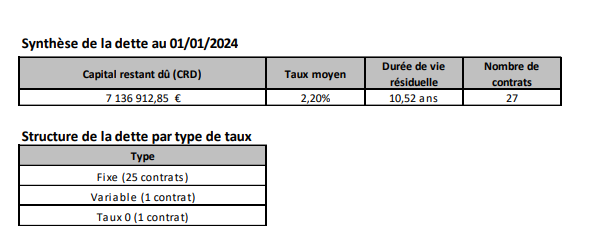 Synthèse de la dette au 01/01/2024
Capital restant dû (CRD) Taux moyen Durée de vie résiduelle Nombre de contrats
7 136 912,85 € 2,20% 10,52 ans 27
Structure de la dette par type de taux
Type
Fixe (25 contrats)
Variable (1 contrat)
Taux 0 (1 contrat)